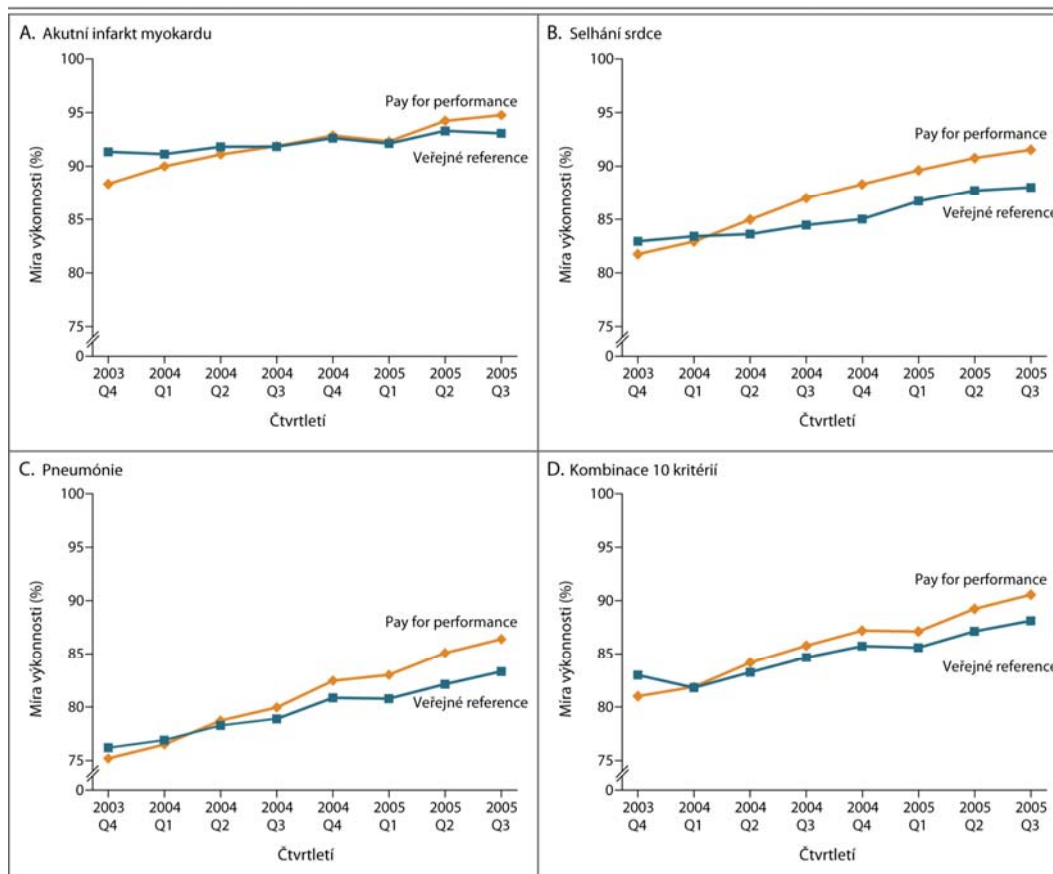 A. Akutní infarkt myokardu
100
95
90
85
80
75
0
Míra výkonnosti (%)
Pay for performance
Veřejné reference
2003 2004 2004 2004 2004 2005 2005 2005
Q4 Q1 Q2 Q3 Q4 Q1 Q2 Q3
Čtvrtletí
B. Selhání srdce
100
95
90
85
80
75
0
Míra výkonnosti (%)
Pay for performance
Veřejné reference
2003 2004 2004 2004 2004 2005 2005 2005
Q4 Q1 Q2 Q3 Q4 Q1 Q2 Q3
Čtvrtletí
C. Pneumónie
100
95
90
85
80
75
0
Míra výkonnosti (%)
Pay for performance
Veřejné reference
2003 2004 2004 2004 2004 2005 2005 2005
Q4 Q1 Q2 Q3 Q4 Q1 Q2 Q3
Čtvrtletí
D. Kombinace 10 kritérií
100
95
90
85
80
75
0
Míra výkonnosti (%)
Pay for performance
Veřejné reference
2003 2004 2004 2004 2004 2005 2005 2005
Q4 Q1 Q2 Q3 Q4 Q1 Q2 Q3
Čtvrtletí